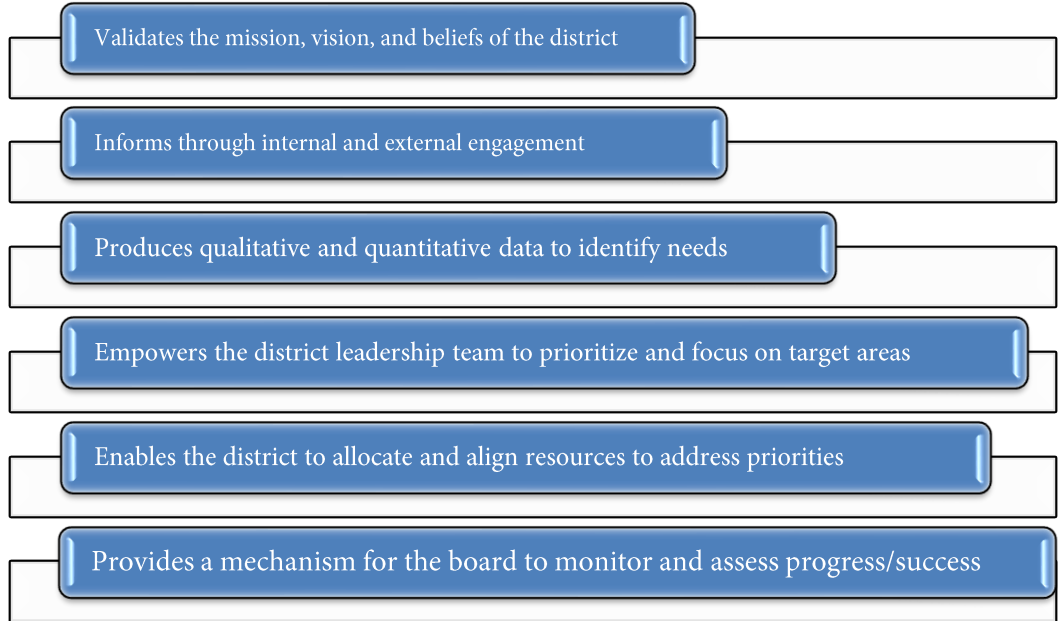 Validates the mission, vision, and beliefs of the district
Informs through internal and external engagement
Produces qualitative and quantitative data to identify needs
Empowers the district leadership team to prioritize and focus on target areas
Enables the district to allocate and align resources to address priorities
Provides a mechanism for the board to monitor and assess progress/success